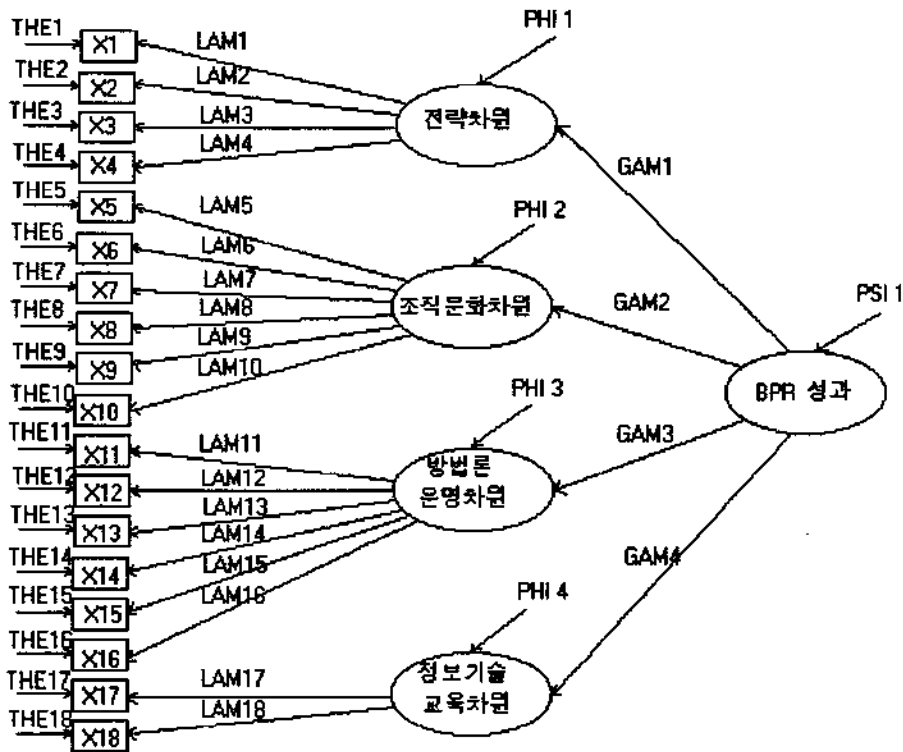 THE1
X1
LAM1
PHI 1
THE2
X2
LAM2
THE3
X3
LAM3
전략차원
THE4
X4
LAM4
GAM1
THE5
X5
LAM5
PHI 2
THE6
X6
LAM6
THE7
X7
LAM7
조직문화차원
GAM2
PSI 1
THE8
X8
LAM8
THE9
X9
LAM9
LAM10
THE10
X10
PHI 3
BPR 성과
THE11
X11
LAM11
GAM3
방법론
운영차원
THE12
X12
LAM12
THE13
X13
LAM13
THE14
X14
LAM14
GAM4
THE15
X15
LAM15
PHI 4
THE16
X16
LAM16
정보기술
교육차원
THE17
X17
LAM17
THE18
X18
LAM18